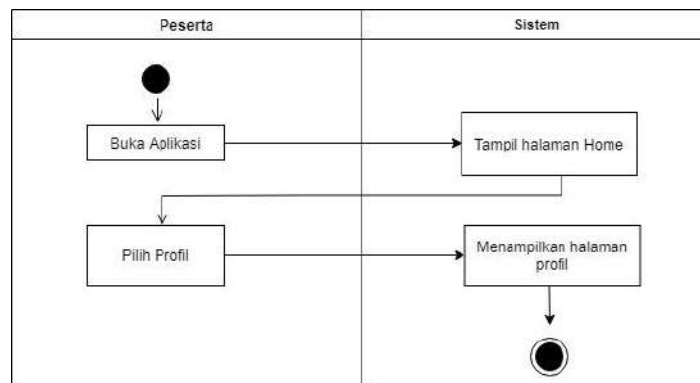 Peserta
Sistem
Buka Aplikasi
Tampil halaman Home
Pilih Profil
Menampilkan halaman
profil